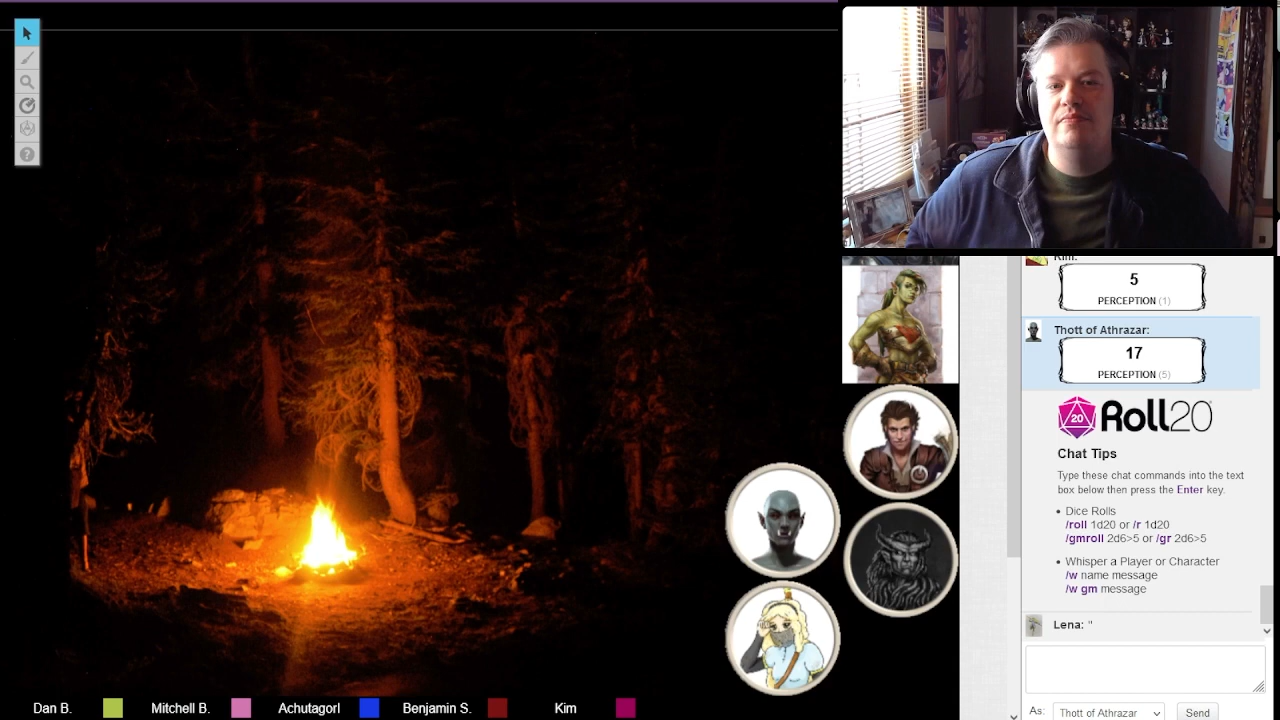 Kim:
5
PERCEPTION (1)
Thott of Athrazar:
17
PERCEPTION (5)
20
Roll20
Chat Tips
Type these chat commands into the text
box below then press the Enter key.
• Dice Rolls
/roll 1d20 or /r 1d20
/gmroll 2d6>5 or /gr 2d6>5
• Whisper a Player or Character
/w name message
/w gm message
Lena: "
As: Thott of Athrazar Send
Dan B. Mitchell B. Achutagorl Benjamin S. Kim
?